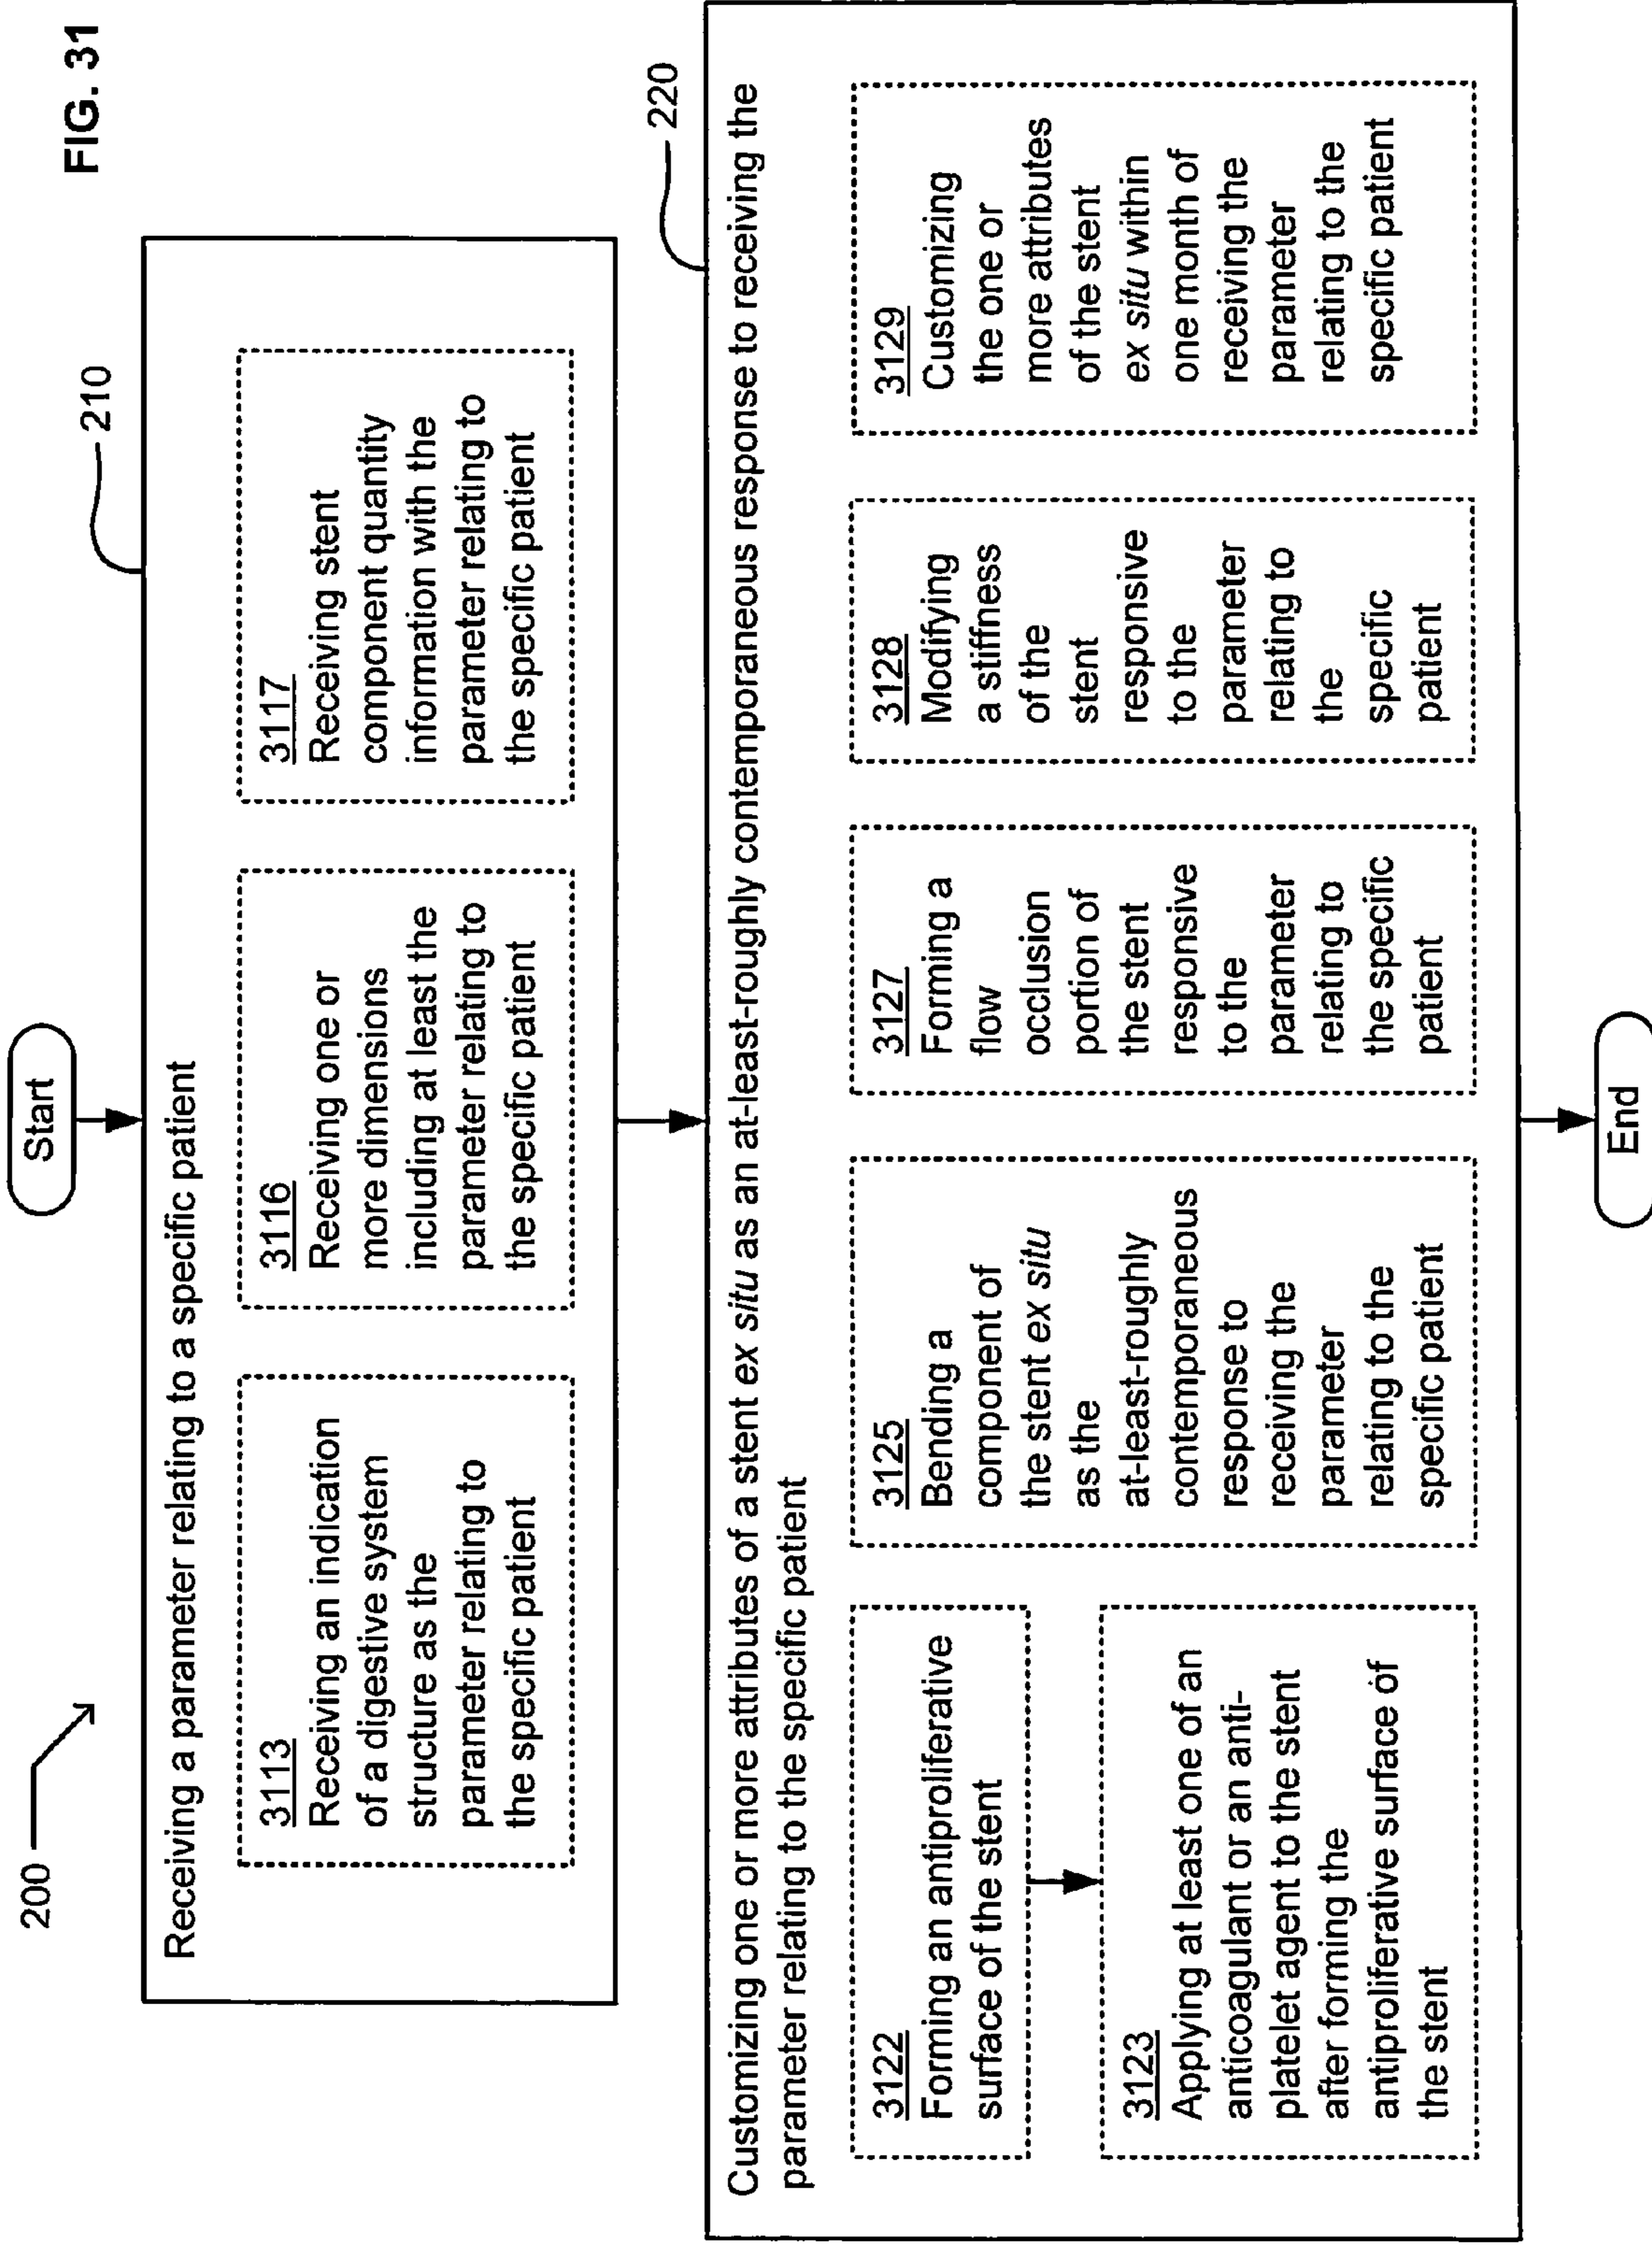 FIG. 31
200
Start
210
Receiving a parameter relating to a specific patient
3113
Receiving an indication
of a digestive system
structure as the
parameter relating to
the specific patient
3116
Receiving one or
more dimensions
including at least the
parameter relating to
the specific patient
3117
Receiving stent
component quantity
information with the
parameter relating to
the specific patient
220
Customizing one or more attributes of a stent ex situ as an at-least-roughly contemporaneous response to receiving the
parameter relating to the specific patient
3122
Forming an antiproliferative
surface of the stent
3123
Applying at least one of an
anticoagulant or an anti-
platelet agent to the stent
after forming the
antiproliferative surface of
the stent
3125
Bending a
component of
the stent ex situ
as the
at-least-roughly
contemporaneous
response to
receiving the
parameter
relating to the
specific patient
3127
Forming a
flow
occlusion
portion of
the stent
responsive
to the
parameter
relating to
the specific
patient
3128
Modifying
a stiffness
of the
stent
responsive
to the
parameter
relating to
the
specific
patient
3129
Customizing
the one or
more attributes
of the stent
ex situ within
one month of
receiving the
parameter
relating to the
specific patient
End